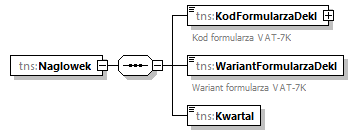 tns:KodFormularzaDekl
Kod formularza VAT-7K
tns:Naglowek
tns:WariantFormularzaDekl
Wariant formularza VAT-7K
tns:Kwartal